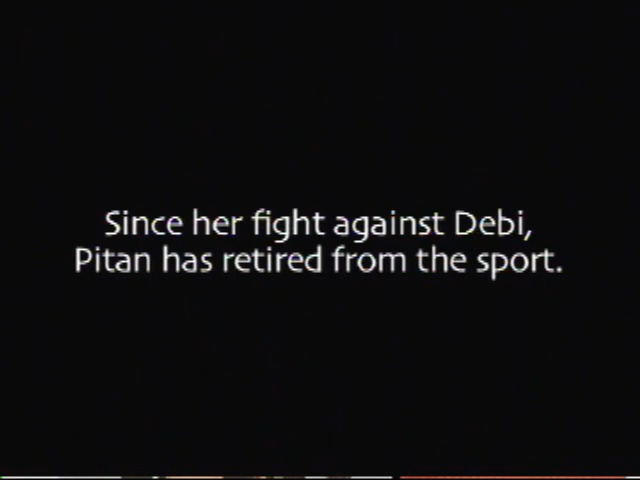 Since her fight against Debi,
Pitan has retired from the sport.